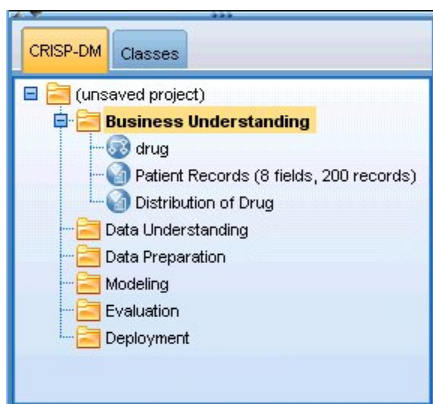 CRISP-DM Classes
(unsaved project)
Business Understanding
drug
Patient Records (8 fields, 200 records)
Distribution of Drug
Data Understanding
Data Preparation
Modeling
Evaluation
Deployment